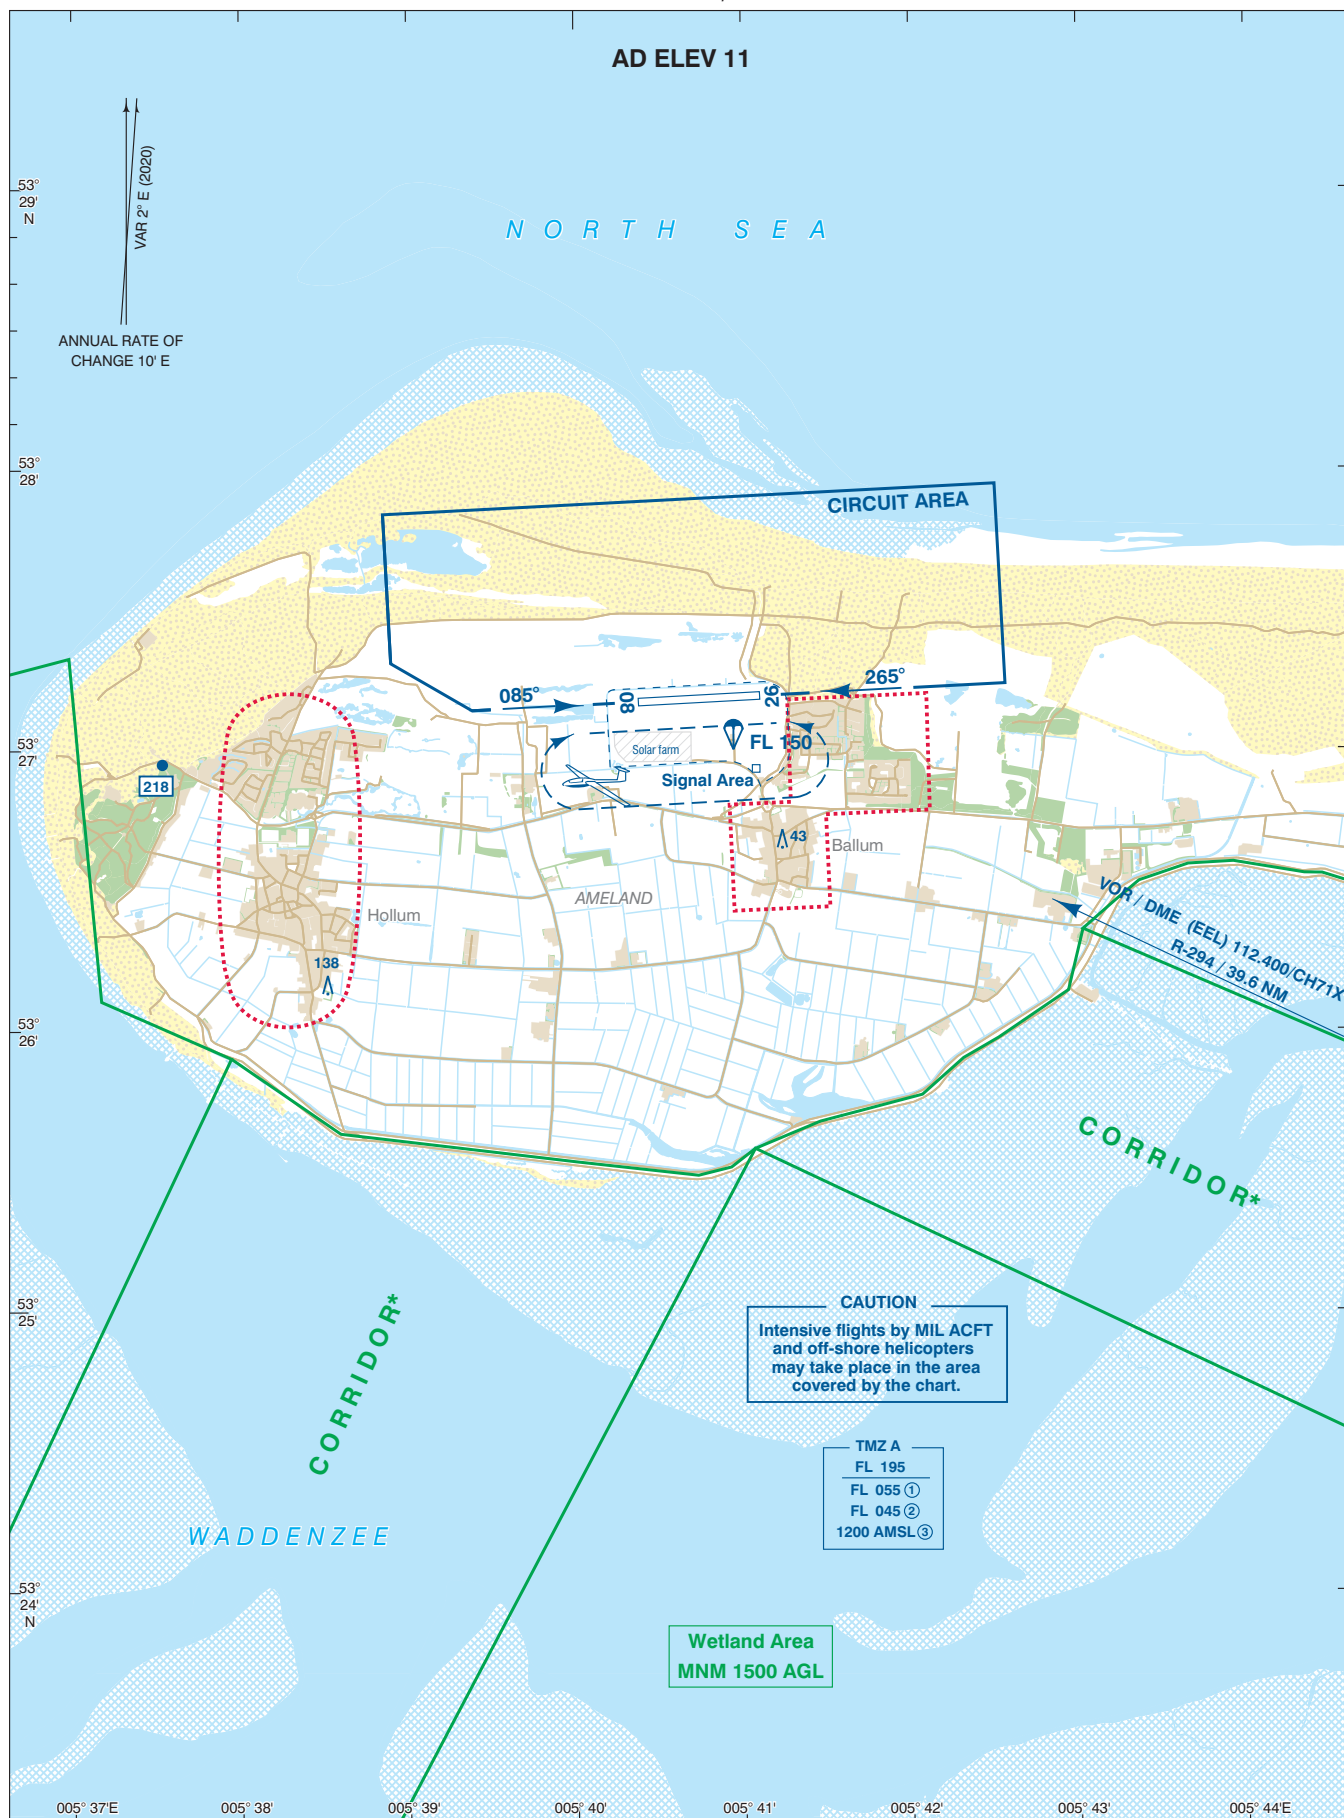 AD ELEV 11
VAR 2° E (2020)
ANNUAL RATE OF
CHANGE 10' E
53°
29'
N
NORTH SEA
53°
28'
CIRCUIT AREA
085°
08
26
265°
53°
27'
218
Solar farm
FL 150
Signal Area
43
Ballum
AMELAND
Hollum
138
VOR / DME (EEL) 112.400/CH71X
R-294 / 39.6 NM
53°
26'
CORRIDOR*
53°
25'
CORRIDOR*
CAUTION
Intensive flights by MIL ACFT
and off-shore helicopters
may take place in the area
covered by the chart.
TMZ A
FL 195
FL 055 ①
FL 045 ②
1200 AMSL ③
WADDENZEE
53°
24'
N
Wetland Area
MNM 1500 AGL
005° 37'E
005° 38'
005° 39'
005° 40'
005° 41'
005° 42'
005° 43'
005° 44'E